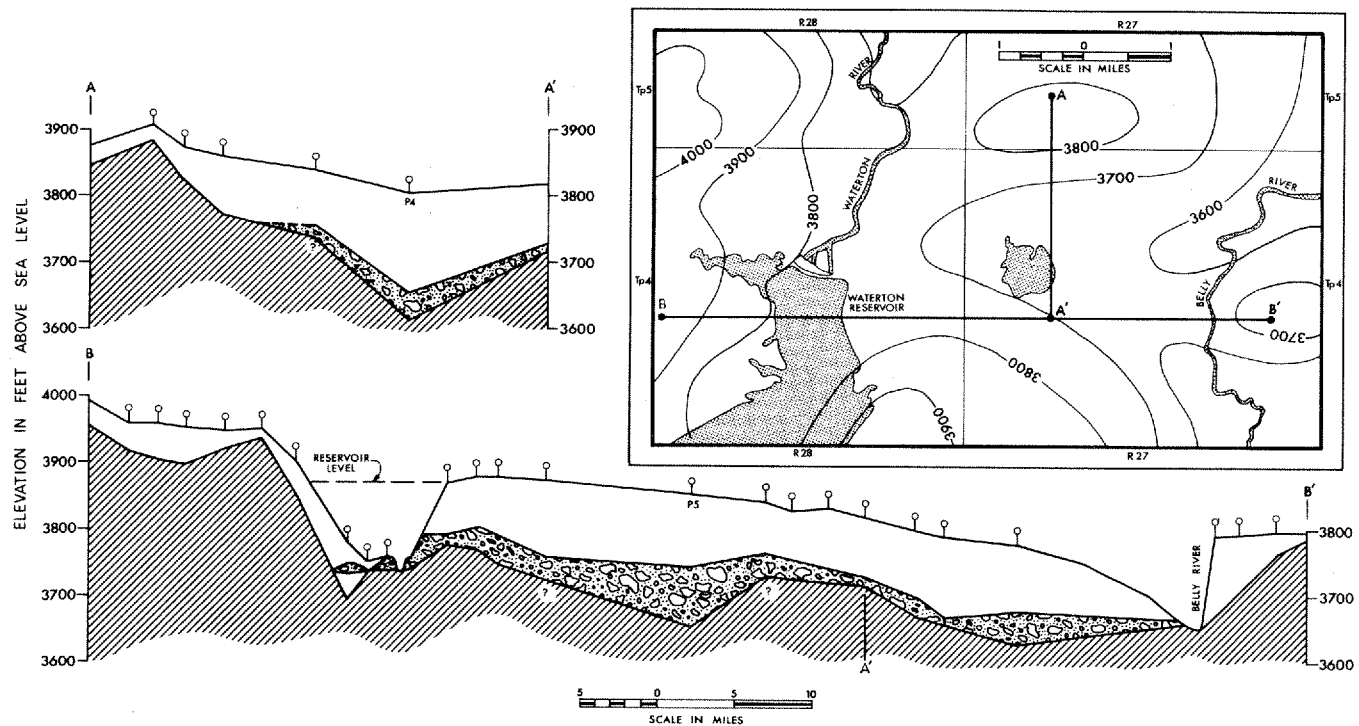 ELEVATION IN FEET ABOVE SEA LEVEL
A
A'
3900
3900
3800
3800
P4
3700
3700
?
3600
3600
B
B'
4000
3900
RESERVOIR
LEVEL
P5
3800
3800
BELLY RIVER
3700
3700
?
?
3600
A'
3600
5 0 5 10
SCALE IN MILES
R28
R27
1 0 1
SCALE IN MILES
Tp5
Tp5
RIVER
A
4000
3900
3800
3800
WATERTON
3700
RIVER
3600
Tp4
Tp4
WATERTON
RESERVOIR
BELLY
B
A'
B'
3700
3800
3900
R28
R27